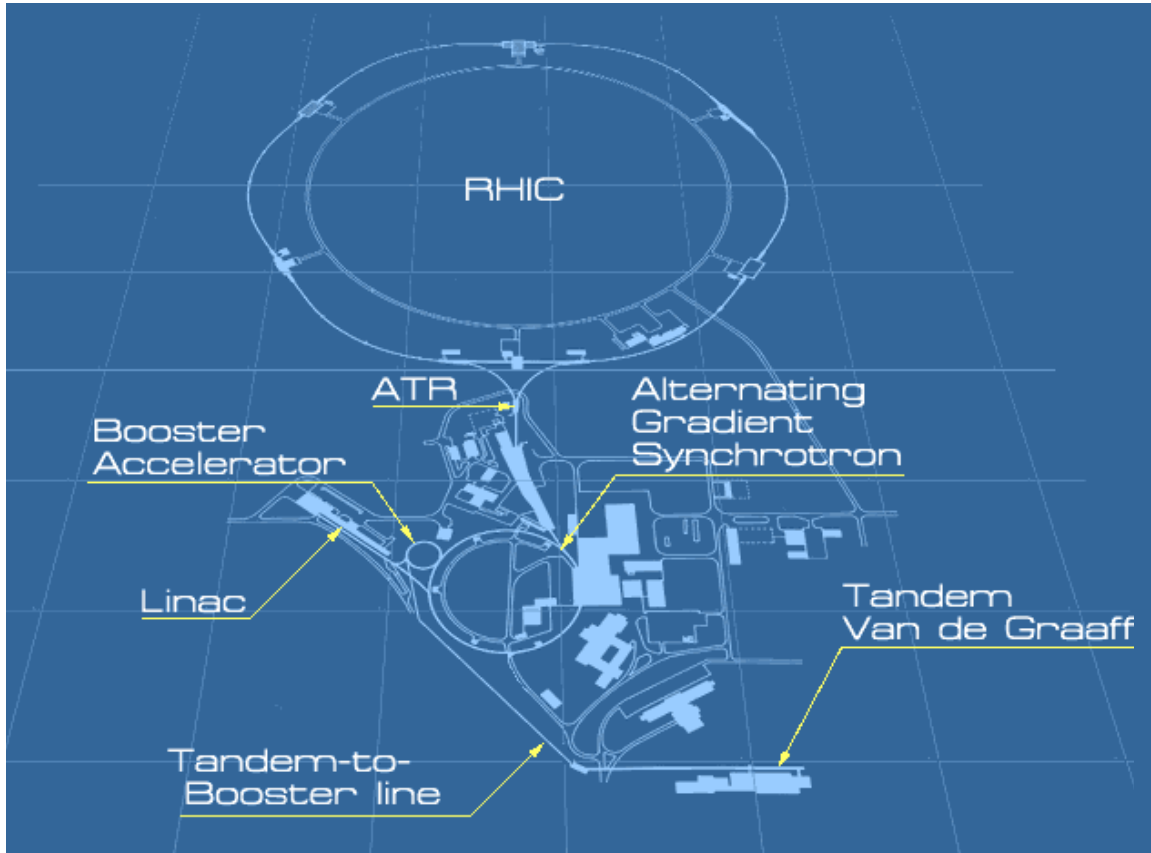 RHIC
ATR
Alternating
Gradient
Synchrotron
Booster
Accelerator
Linac
Tandem
Van de Graaff
Tandem-to-
Booster line